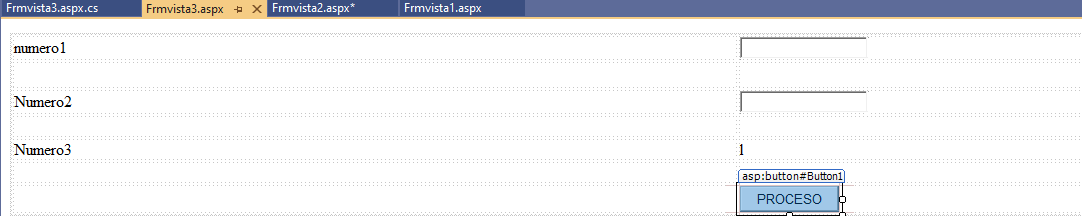 Frmvista3.aspx.cs Frmvista3.aspx Frmvista2.aspx* Frmvista1.aspx
numero1
Numero2
Numero3 1
asp:button#Button1
PROCESO